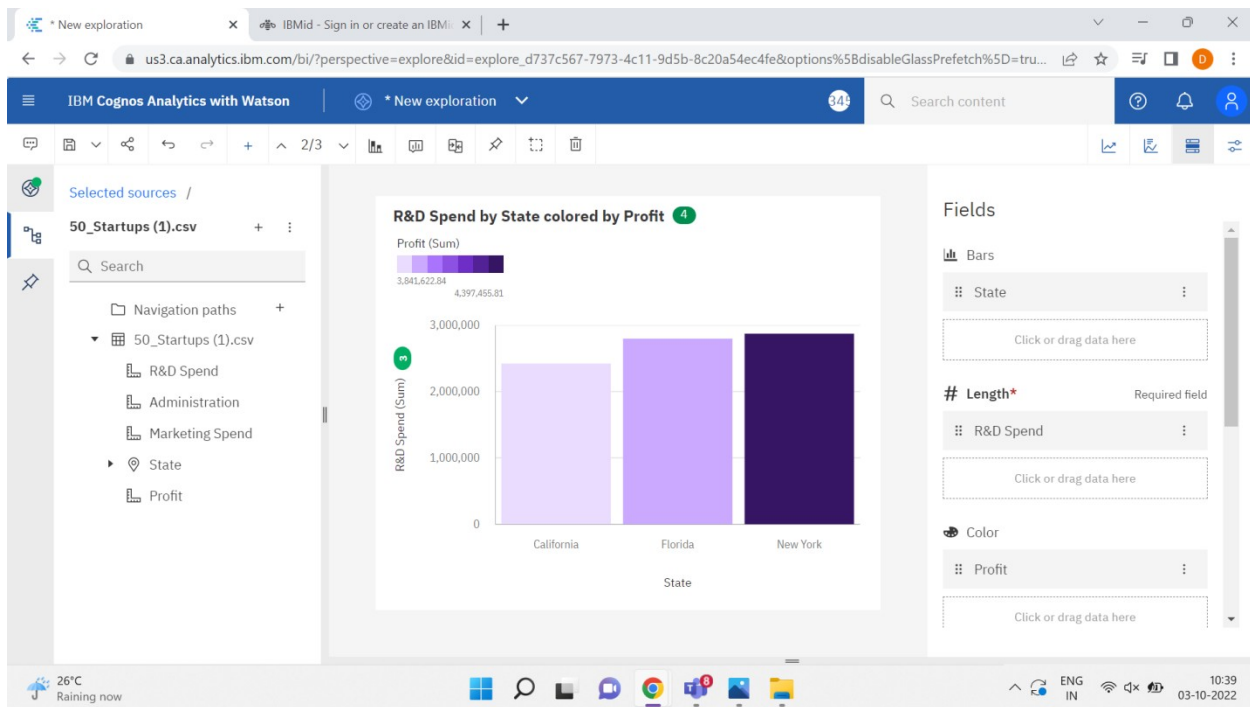 * New exploration
IBMid - Sign in or create an IBMi
us3.ca.analytics.ibm.com/bi/?perspective=explore&id=explore_d737c567-7973-4c11-9d5b-8c20a54ec4fe&options%5BdisableGlassPrefetch%5D=tru...
D
IBM Cognos Analytics with Watson
* New exploration
345
Search content
2/3
Selected sources /
50_Startups (1).csv
Search
Navigation paths
50_Startups (1).csv
R&D Spend
Administration
Marketing Spend
State
Profit
R&D Spend by State colored by Profit 4
Profit (Sum)
3,841,622.84
4,397,455.81
R&D Spend (Sum) 3
3,000,000
2,000,000
1,000,000
0
California Florida New York
State
Fields
Bars
State
Click or drag data here
# Length* Required field
R&D Spend
Click or drag data here
Color
Profit
Click or drag data here
26°C
Raining now
8
ENG
IN
10:39
03-10-2022